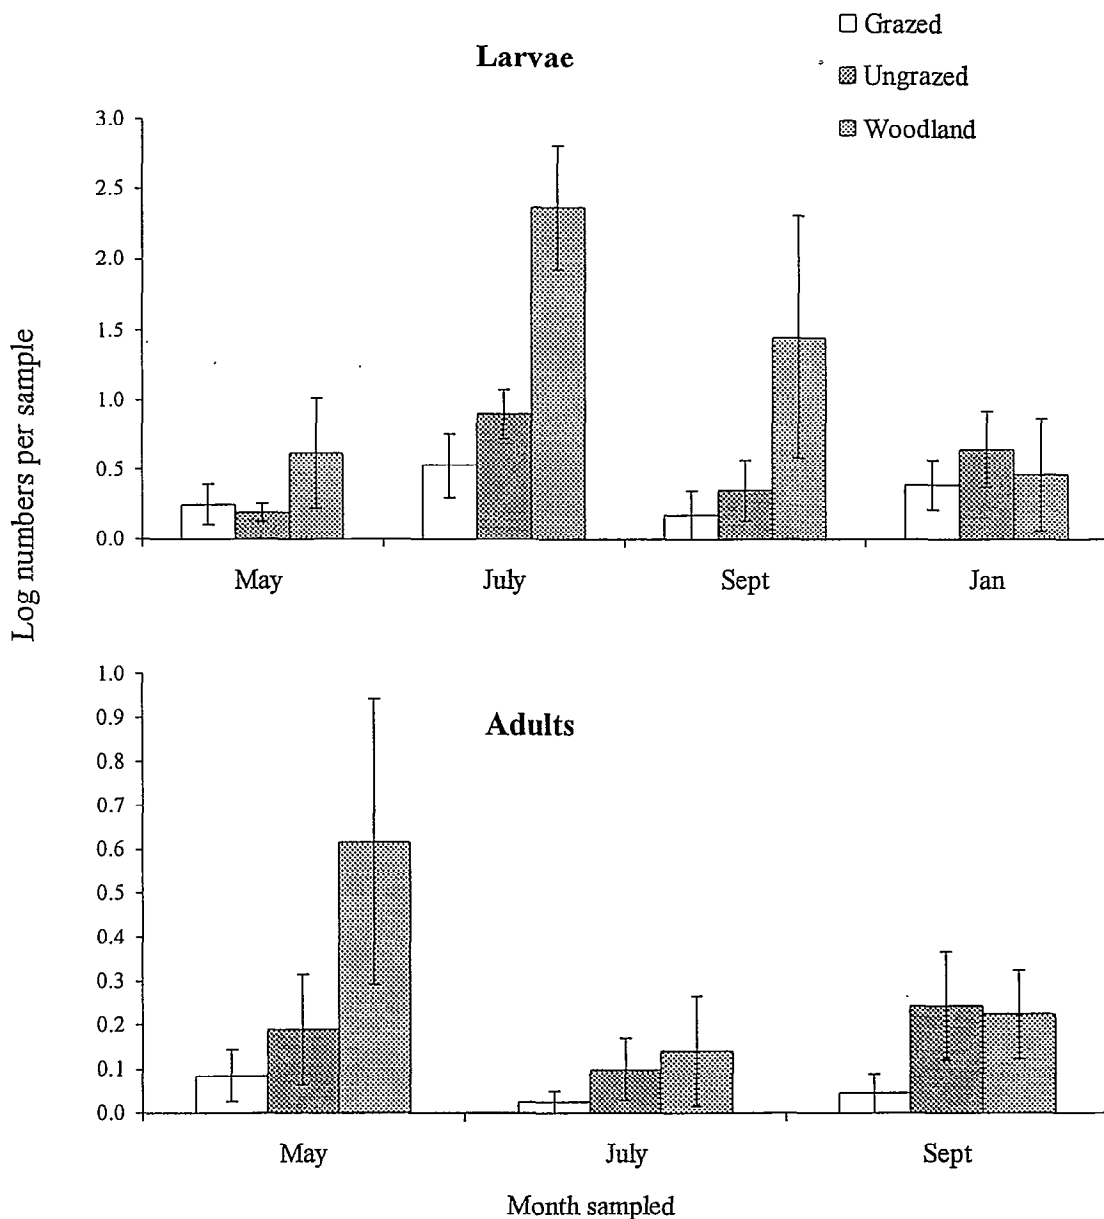 Grazed
Larvae
Ungrazed
Woodland
3.0
2.5
2.0
1.5
1.0
0.5
0.0
May July Sept Jan
Log numbers per sample
1.0
0.9
0.8
0.7
0.6
0.5
0.4
0.3
0.2
0.1
0.0
Adults
May July Sept
Month sampled